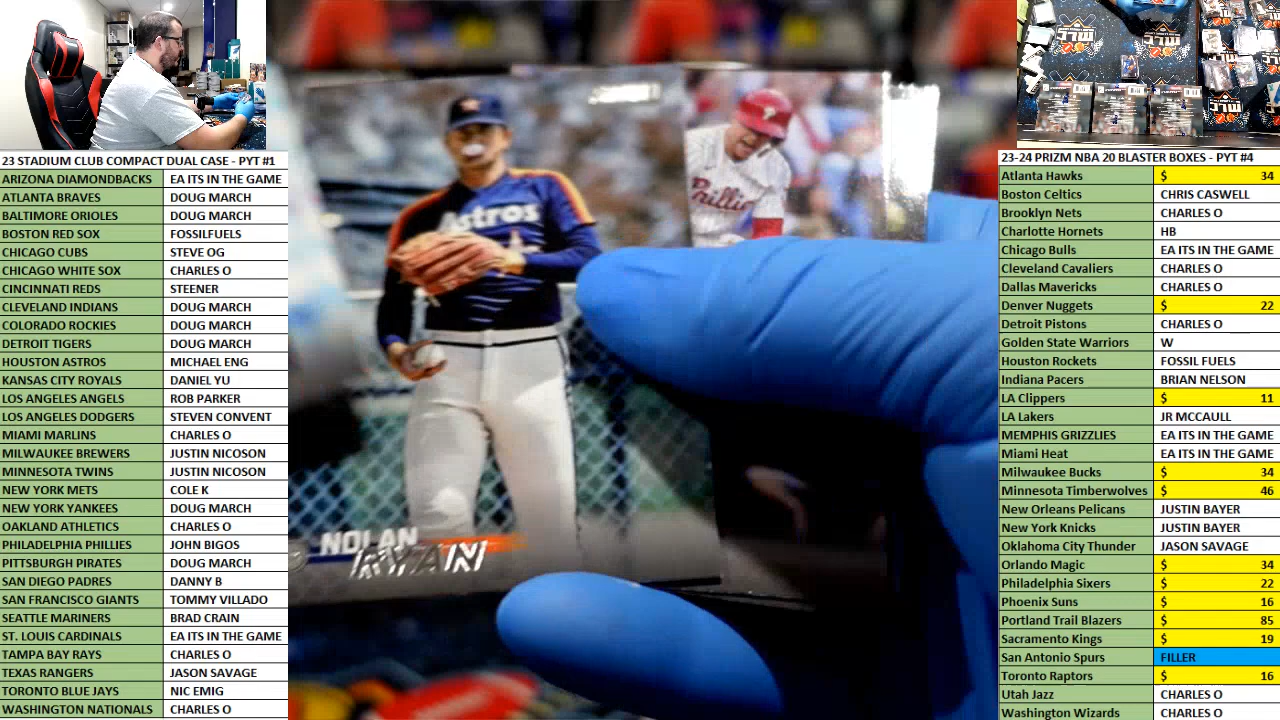 23 STADIUM CLUB COMPACT DUAL CASE - PYT #1
ARIZONA DIAMONDBACKS EA ITS IN THE GAME
ATLANTA BRAVES DOUG MARCH
BALTIMORE ORIOLES DOUG MARCH
BOSTON RED SOX FOSSILFUELS
CHICAGO CUBS STEVE OG
CHICAGO WHITE SOX CHARLES O
CINCINNATI REDS STEENER
CLEVELAND INDIANS DOUG MARCH
COLORADO ROCKIES DOUG MARCH
DETROIT TIGERS DOUG MARCH
HOUSTON ASTROS MICHAEL ENG
KANSAS CITY ROYALS DANIEL YU
LOS ANGELES ANGELS ROB PARKER
LOS ANGELES DODGERS STEVEN CONVENT
MIAMI MARLINS CHARLES O
MILWAUKEE BREWERS JUSTIN NICOSON
MINNESOTA TWINS JUSTIN NICOSON
NEW YORK METS COLE K
NEW YORK YANKEES DOUG MARCH
OAKLAND ATHLETICS CHARLES O
PHILADELPHIA PHILLIES JOHN BIGOS
PITTSBURGH PIRATES DOUG MARCH
SAN DIEGO PADRES DANNY B
SAN FRANCISCO GIANTS TOMMY VILLADO
SEATTLE MARINERS BRAD CRAIN
ST. LOUIS CARDINALS EA ITS IN THE GAME
TAMPA BAY RAYS CHARLES O
TEXAS RANGERS JASON SAVAGE
TORONTO BLUE JAYS NIC EMIG
WASHINGTON NATIONALS CHARLES O
Astros
Phillies
NOLAN
RYAN
23-24 PRIZM NBA 20 BLASTER BOXES - PYT #4
Atlanta Hawks $ 34
Boston Celtics CHRIS CASWELL
Brooklyn Nets CHARLES O
Charlotte Hornets HB
Chicago Bulls EA ITS IN THE GAME
Cleveland Cavaliers CHARLES O
Dallas Mavericks CHARLES O
Denver Nuggets $ 22
Detroit Pistons CHARLES O
Golden State Warriors W
Houston Rockets FOSSIL FUELS
Indiana Pacers BRIAN NELSON
LA Clippers $ 11
LA Lakers JR MCCAULL
MEMPHIS GRIZZLIES EA ITS IN THE GAME
Miami Heat EA ITS IN THE GAME
Milwaukee Bucks $ 34
Minnesota Timberwolves $ 46
New Orleans Pelicans JUSTIN BAYER
New York Knicks JUSTIN BAYER
Oklahoma City Thunder JASON SAVAGE
Orlando Magic $ 34
Philadelphia Sixers $ 22
Phoenix Suns $ 16
Portland Trail Blazers $ 85
Sacramento Kings $ 19
San Antonio Spurs FILLER
Toronto Raptors $ 16
Utah Jazz CHARLES O
Washington Wizards CHARLES O